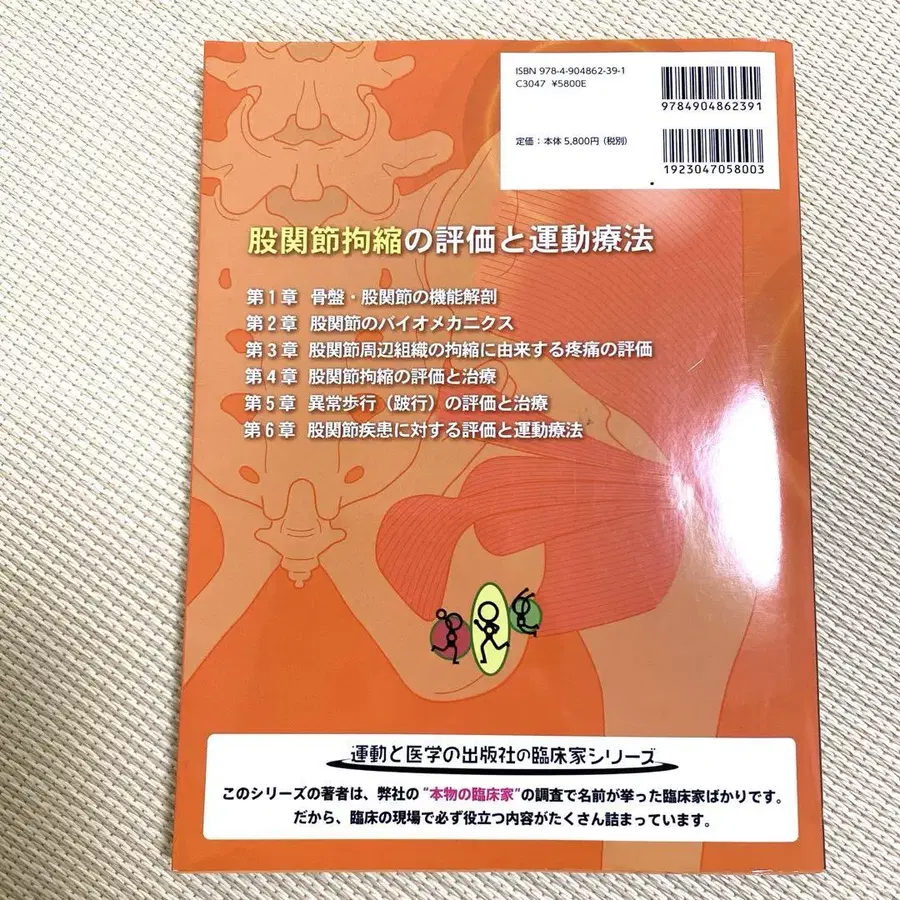 ISBN 978-4-904862-39-1
C3047 ¥5800E
9784904862391
定価：本体 5,800円（税別）
1923047058003
股関節拘縮の評価と運動療法
第1章 骨盤・股関節の機能解剖
第2章 股関節のバイオメカニクス
第3章 股関節周辺組織の拘縮に由来する疼痛の評価
第4章 股関節拘縮の評価と治療
第5章 異常歩行（跛行）の評価と治療
第6章 股関節疾患に対する評価と運動療法
運動と医学の出版社の臨床家シリーズ
このシリーズの著者は、弊社の“本物の臨床家”の調査で名前が挙った臨床家ばかりです。
だから、臨床の現場で必ず役立つ内容がたくさん詰まっています。